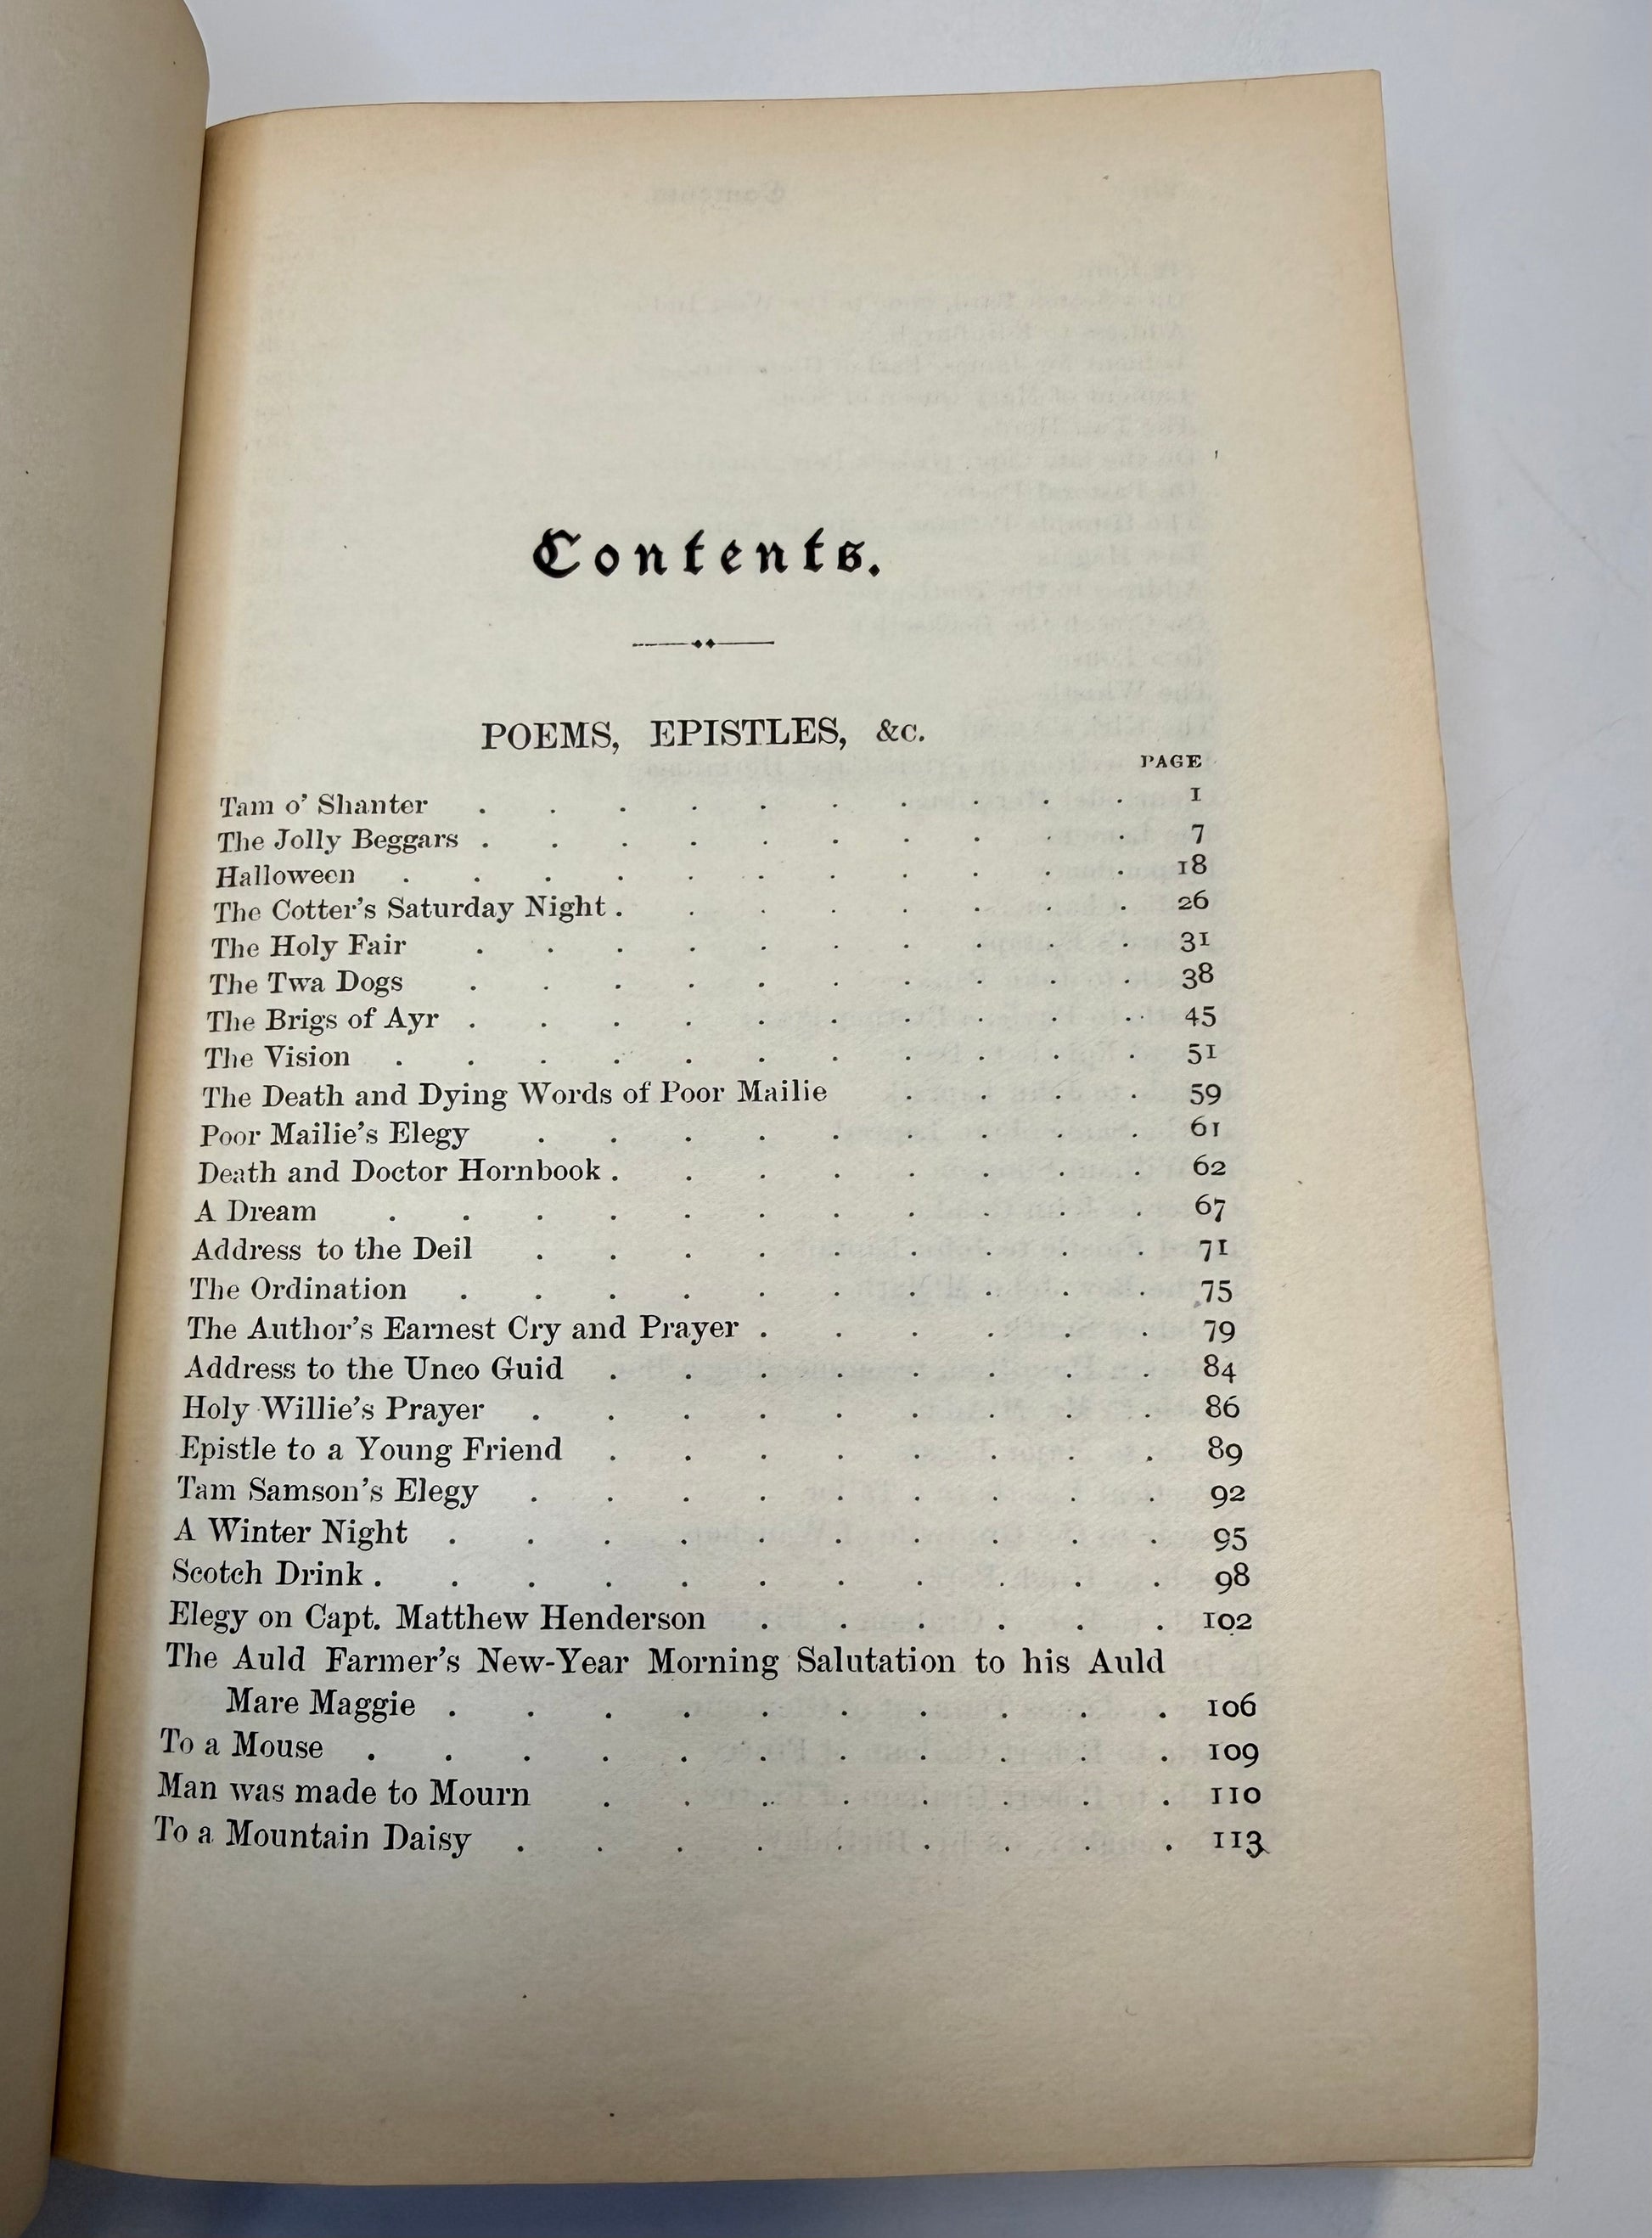 Contents.
POEMS, EPISTLES, &c.
PAGE
Tam o' Shanter . . . . . . . . . . 1
The Jolly Beggars . . . . . . . . . . 7
Halloween . . . . . . . . . . . 18
The Cotter's Saturday Night . . . . . . . . 26
The Holy Fair . . . . . . . . . . 31
The Twa Dogs . . . . . . . . . . 38
The Brigs of Ayr . . . . . . . . . . 45
The Vision . . . . . . . . . . . 51
The Death and Dying Words of Poor Mailie . . . . 59
Poor Mailie's Elegy . . . . . . . . . 61
Death and Doctor Hornbook . . . . . . . . 62
A Dream . . . . . . . . . . . 67
Address to the Deil . . . . . . . . . 71
The Ordination . . . . . . . . . . 75
The Author's Earnest Cry and Prayer . . . . . . 79
Address to the Unco Guid . . . . . . . . 84
Holy Willie's Prayer . . . . . . . . . 86
Epistle to a Young Friend . . . . . . . . 89
Tam Samson's Elegy . . . . . . . . . 92
A Winter Night . . . . . . . . . . 95
Scotch Drink . . . . . . . . . . . 98
Elegy on Capt. Matthew Henderson . . . . . . 102
The Auld Farmer's New-Year Morning Salutation to his Auld
Mare Maggie . . . . . . . . . . 106
To a Mouse . . . . . . . . . . . 109
Man was made to Mourn . . . . . . . . 110
To a Mountain Daisy . . . . . . . . . 113